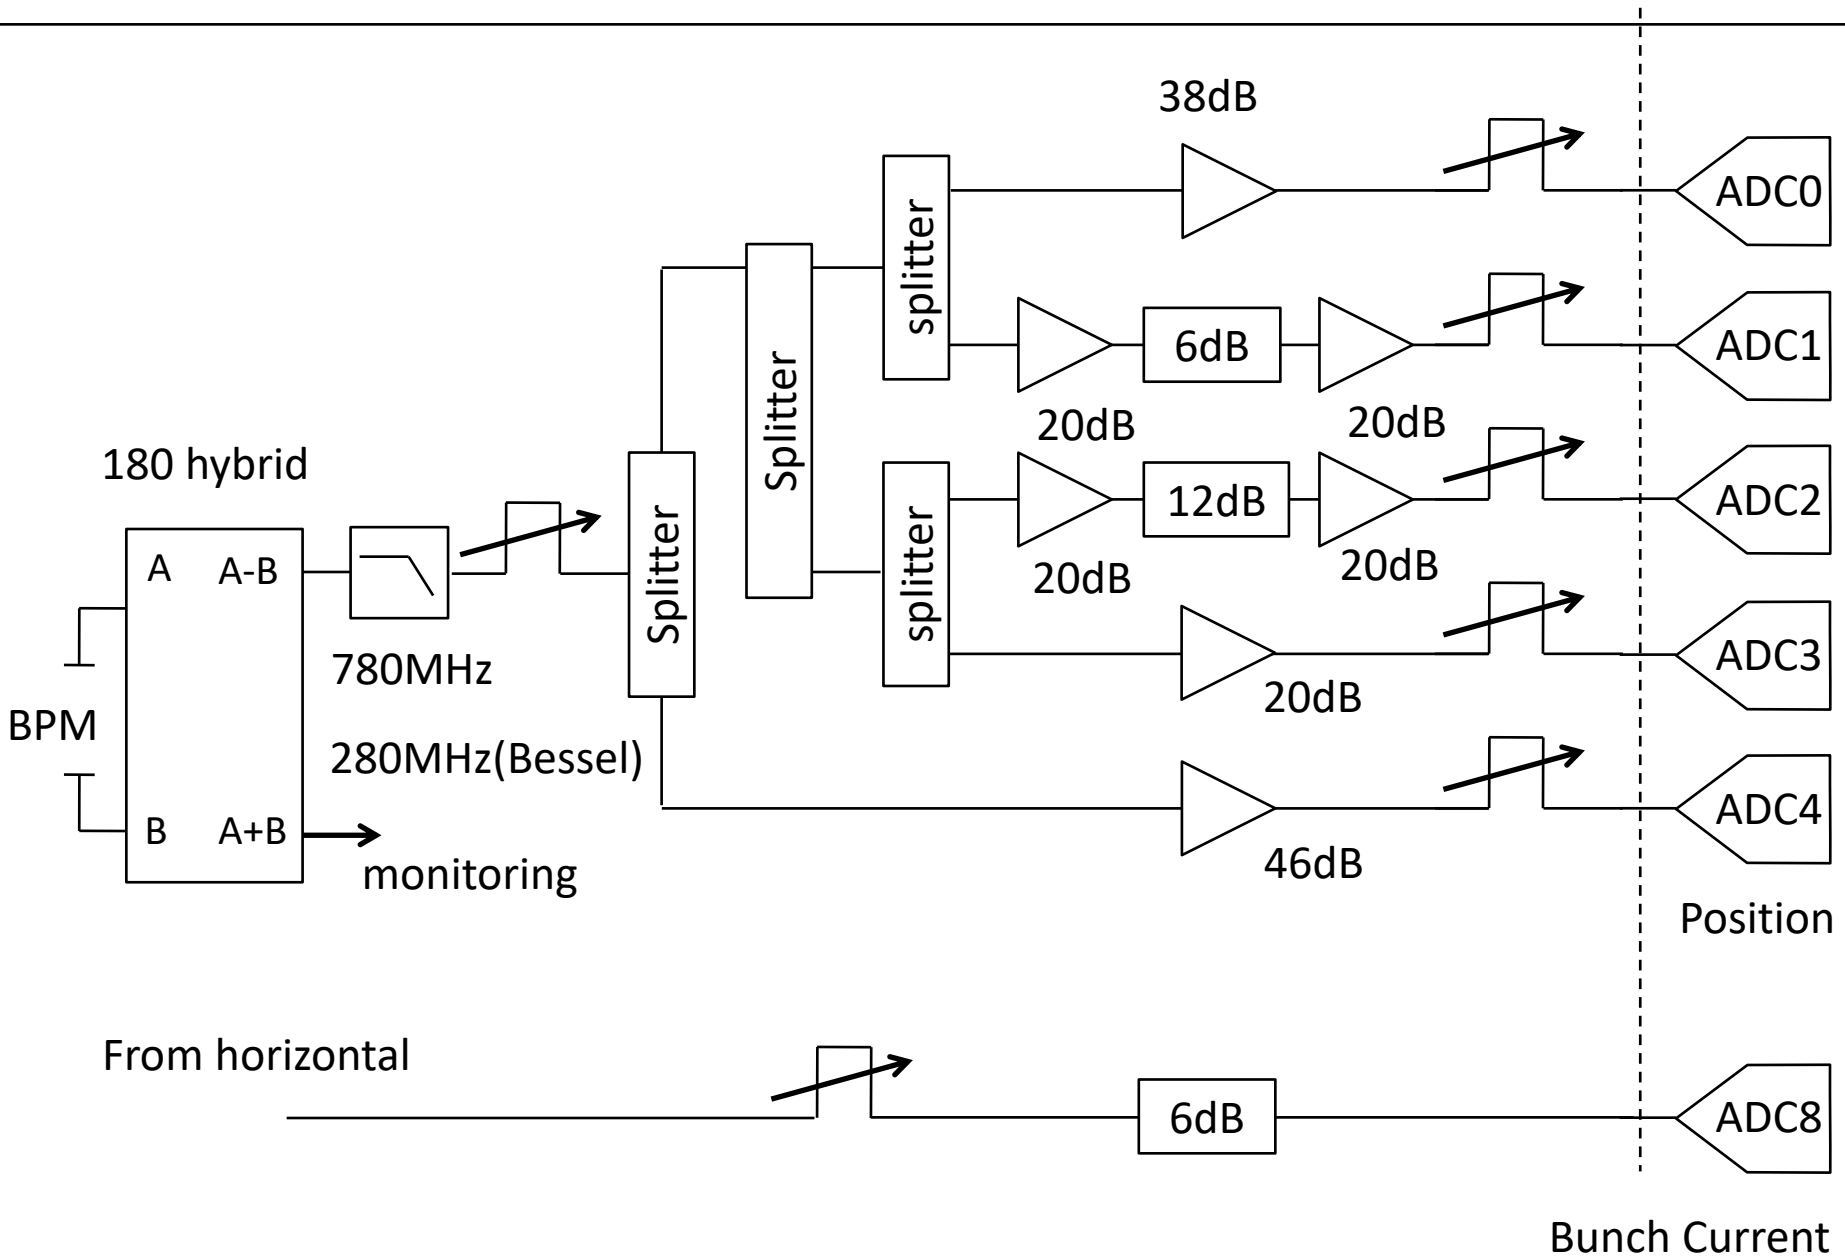 38dB
ADC0
splitter
6dB
ADC1
20dB
20dB
Splitter
180 hybrid
12dB
ADC2
A
A-B
Splitter
splitter
20dB
20dB
780MHz
ADC3
20dB
BPM
280MHz(Bessel)
B
A+B
ADC4
46dB
monitoring
Position
From horizontal
6dB
ADC8
Bunch Current